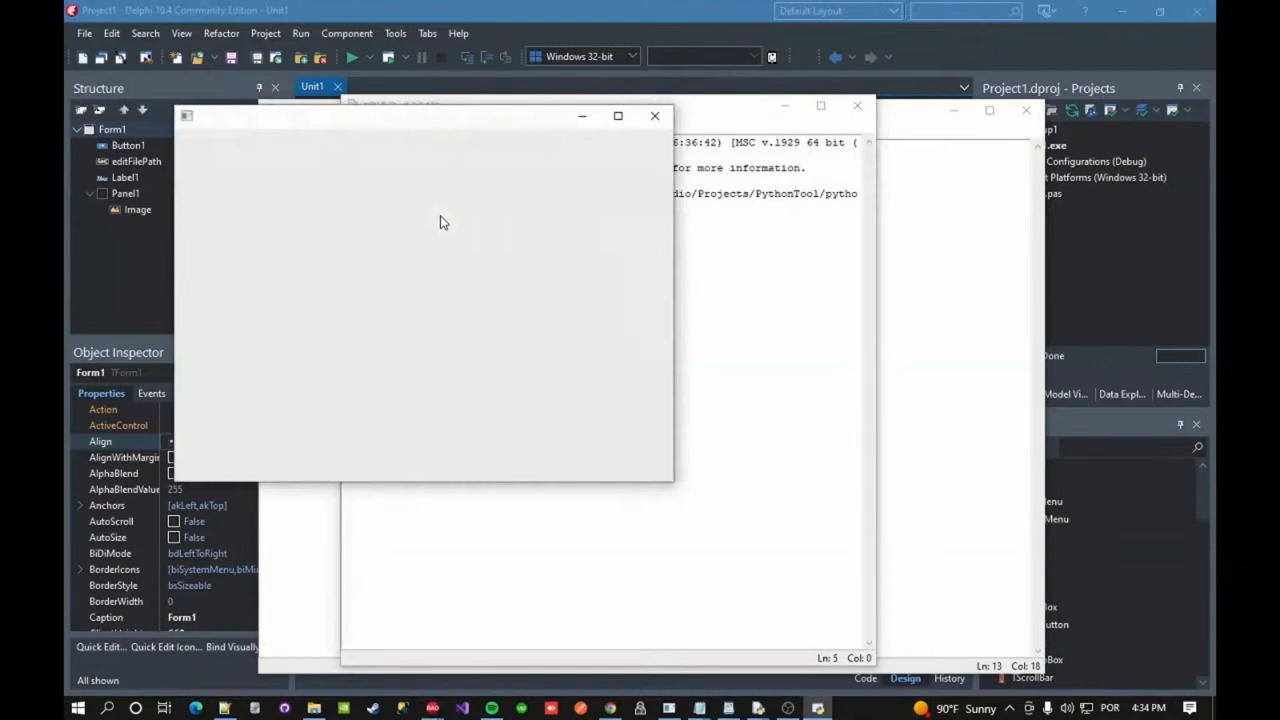 Project1 - Delphi 10.4 Community Edition - Unit1
Default Layout
File Edit Search View Refactor Project Run Component Tools Tabs Help
Windows 32-bit
Structure
Unit1
Project1.dproj - Projects
Form1
Button1
editFilePath
Label1
Panel1
Image
6:36:42) [MSC v.1929 64 bit (
for more information.
dio/Projects/PythonTool/pytho
up1
.exe
Configurations (Debug)
t Platforms (Windows 32-bit)
.pas
Done
Model Vi... Data Expl... Multi-De...
Object Inspector
Form1 TForm1
Properties Events
Action
ActiveControl
Align
AlignWithMargin
AlphaBlend
AlphaBlendValue 255
Anchors [akLeft,akTop]
AutoScroll False
AutoSize False
BiDiMode bdLeftToRight
BorderIcons [biSystemMenu,biMi
BorderStyle bsSizeable
BorderWidth 0
Caption Form1
Quick Edit... Quick Edit Icon... Bind Visually
All shown
enu
Menu
Box
utton
eBox
TScrollBar
Ln: 5 Col: 0
Ln: 13 Col: 18
Code Design History
90°F Sunny
POR
4:34 PM